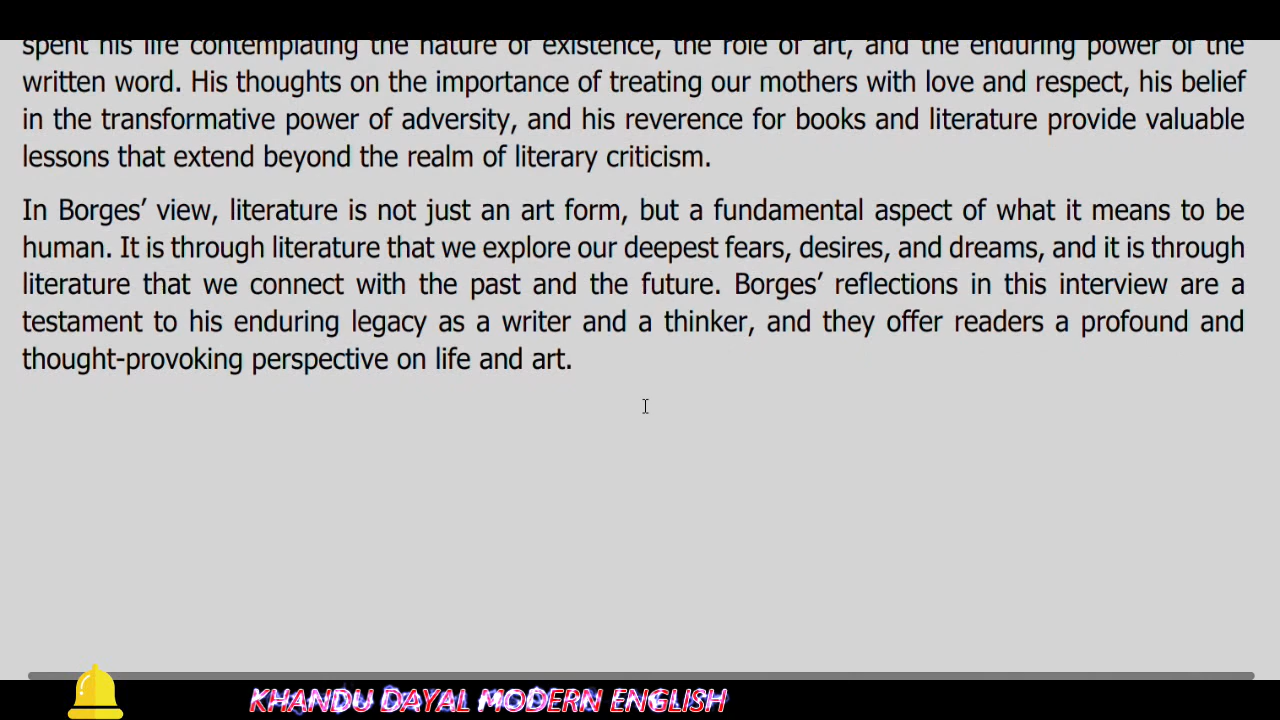 spent his life contemplating the nature of existence, the role of art, and the enduring power of the
written word. His thoughts on the importance of treating our mothers with love and respect, his belief
in the transformative power of adversity, and his reverence for books and literature provide valuable
lessons that extend beyond the realm of literary criticism.
In Borges’ view, literature is not just an art form, but a fundamental aspect of what it means to be
human. It is through literature that we explore our deepest fears, desires, and dreams, and it is through
literature that we connect with the past and the future. Borges’ reflections in this interview are a
testament to his enduring legacy as a writer and a thinker, and they offer readers a profound and
thought-provoking perspective on life and art.
KHANDU DAYAL MODERN ENGLISH